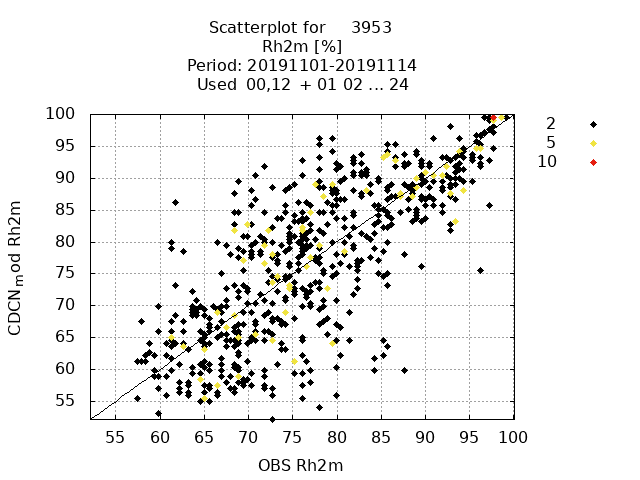 Scatterplot for 3953
Rh2m [%]
Period: 20191101-20191114
Used 00,12 + 01 02 ... 24
100
95
90
85
80
75
70
65
60
55
55 60 65 70 75 80 85 90 95 100
CDCNmod Rh2m
OBS Rh2m
2
5
10